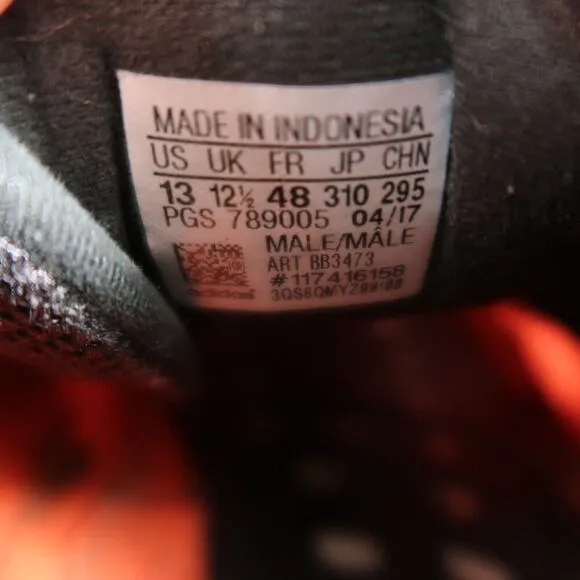 MADE IN INDONESIA
US UK FR JP CHN
13 12½ 48 310 295
PGS 789005 04/17
MALE/MÂLE
ART BB3473
#117416158
adidas